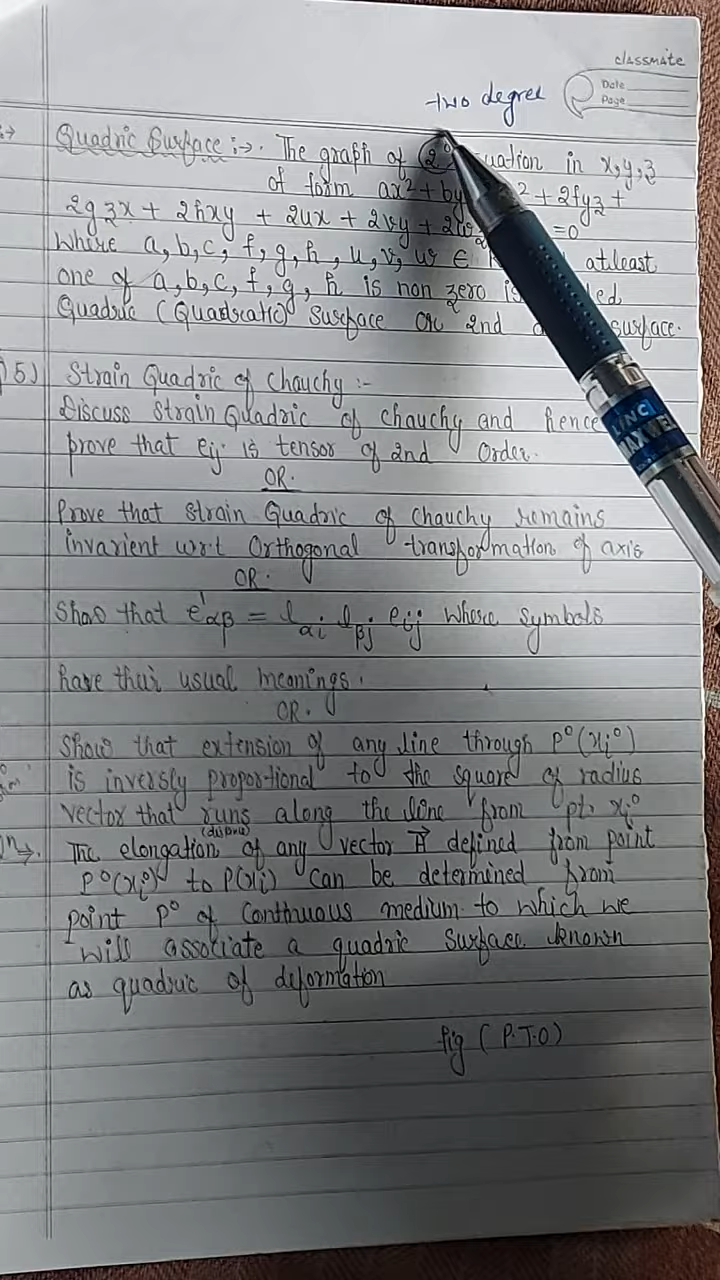 classmate
Date
Page
two degree
Quadric Surface :→. The graph of 2° uation in x,y,z
of form ax² + by ² + 2fyz +
2gzx + 2hxy + 2ux + 2vy + 2w =0
Where a,b,c, f,g,h, u,v, w ∈ atleast
one of a,b,c, f,g, h is non zero is led
Quadric (Quadratic) Surface OR 2nd surface.
15) Strain Quadric of Chauchy :-
Discuss Strain Quadric of Chauchy and hence
prove that eij is tensor of 2nd Order.
OR.
Prove that Strain Quadric of Chauchy remains
invarient w.r.t Orthogonal transformation of axis
OR.
Show that e'αβ = lαi lβj eij where symbols
have their usual meanings.
OR.
Show that extension of any line through P°(xi°)
is inversly proportional to the square of radius
vector that runs along the line from pt. xi°
The elongation of any vector A⃗ defined from point
P°(xi°) to P(xi) can be determined from
point P° of Continuous medium to which we
will associate a quadric Surface known
as quadric of deformation
fig (P.T.O)